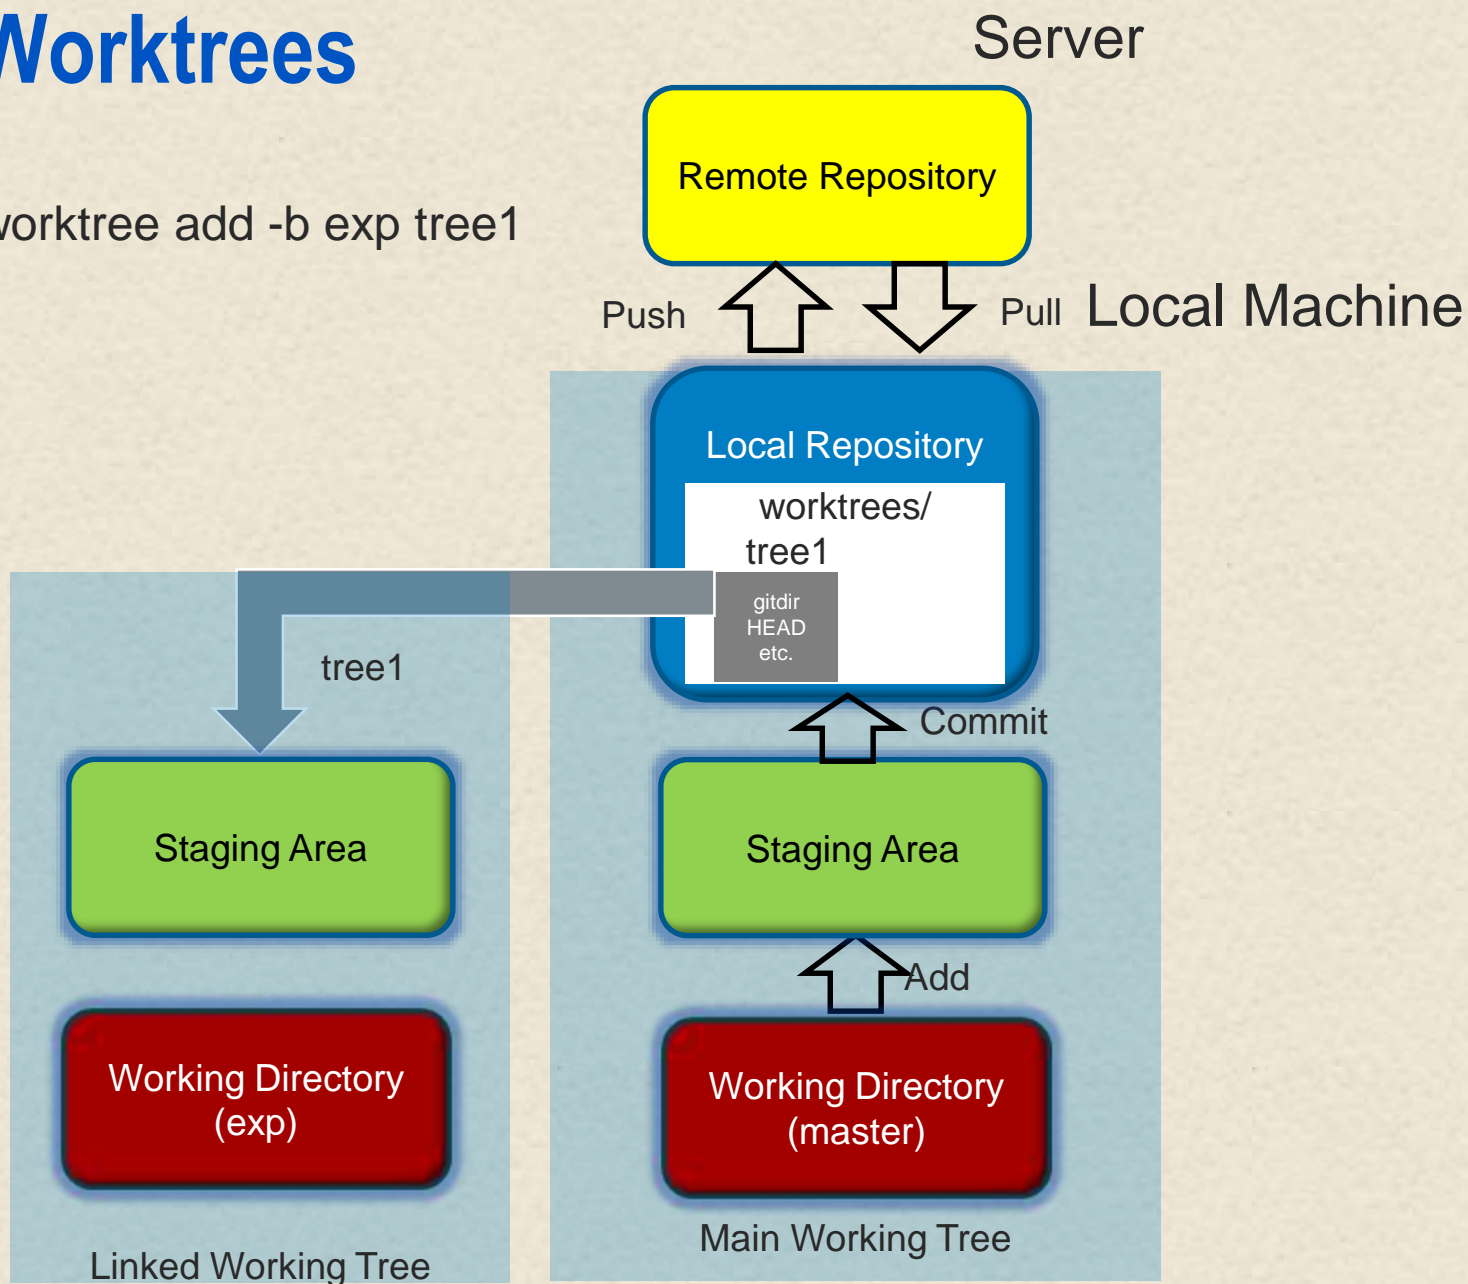 Worktrees
Server
Remote Repository
worktree add -b exp tree1
Push
Pull
Local Machine
Local Repository
worktrees/
tree1
gitdir
HEAD
etc.
tree1
Commit
Staging Area
Staging Area
Add
Working Directory
(exp)
Working Directory
(master)
Main Working Tree
Linked Working Tree